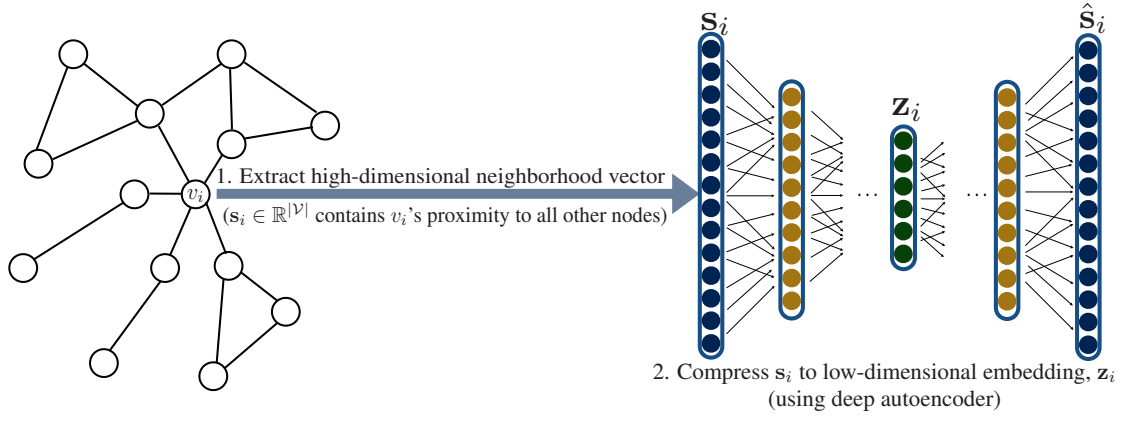 s_i
ŝ_i
z_i
v_i
1. Extract high-dimensional neighborhood vector
(s_i ∈ ℝ^|𝒱| contains v_i's proximity to all other nodes)
...
...
2. Compress s_i to low-dimensional embedding, z_i
(using deep autoencoder)